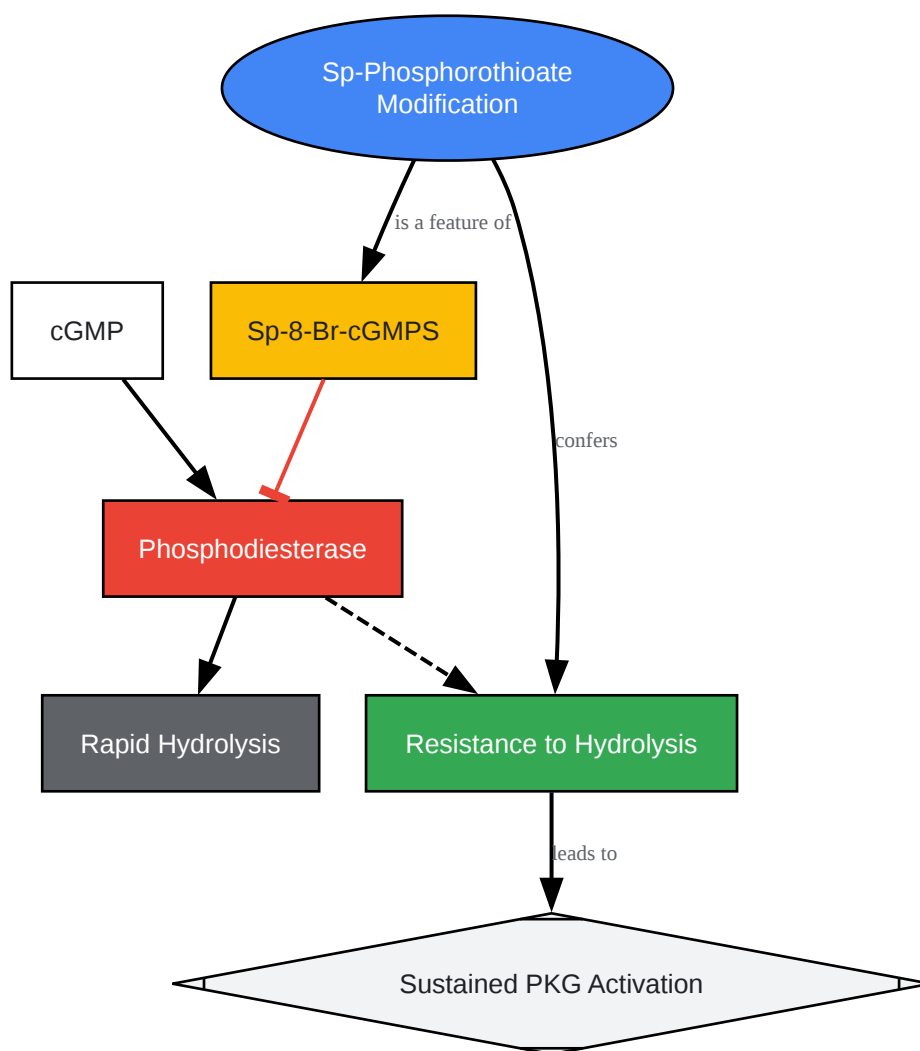 Sp-Phosphorothioate
Modification
is a feature of
cGMP
Sp-8-Br-cGMPS
confers
Phosphodiesterase
Rapid Hydrolysis
Resistance to Hydrolysis
leads to
Sustained PKG Activation